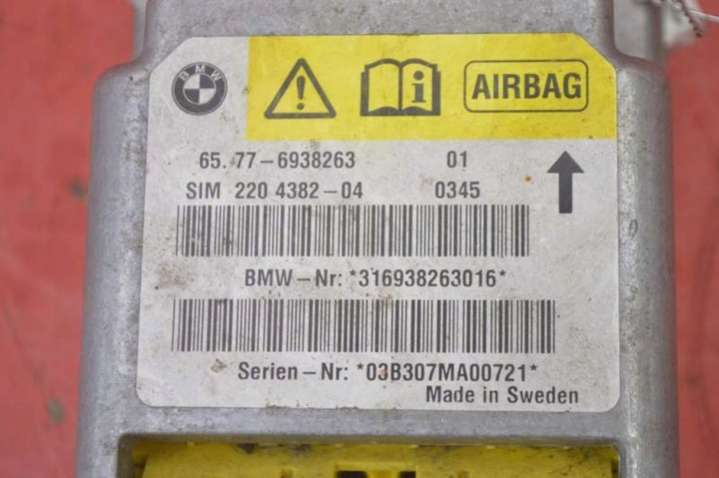 BMW
AIRBAG
65. 77-6938263 01
SIM 220 4382-04 0345
BMW-Nr: *316938263016*
Serien-Nr: *03B307MA00721*
Made in Sweden